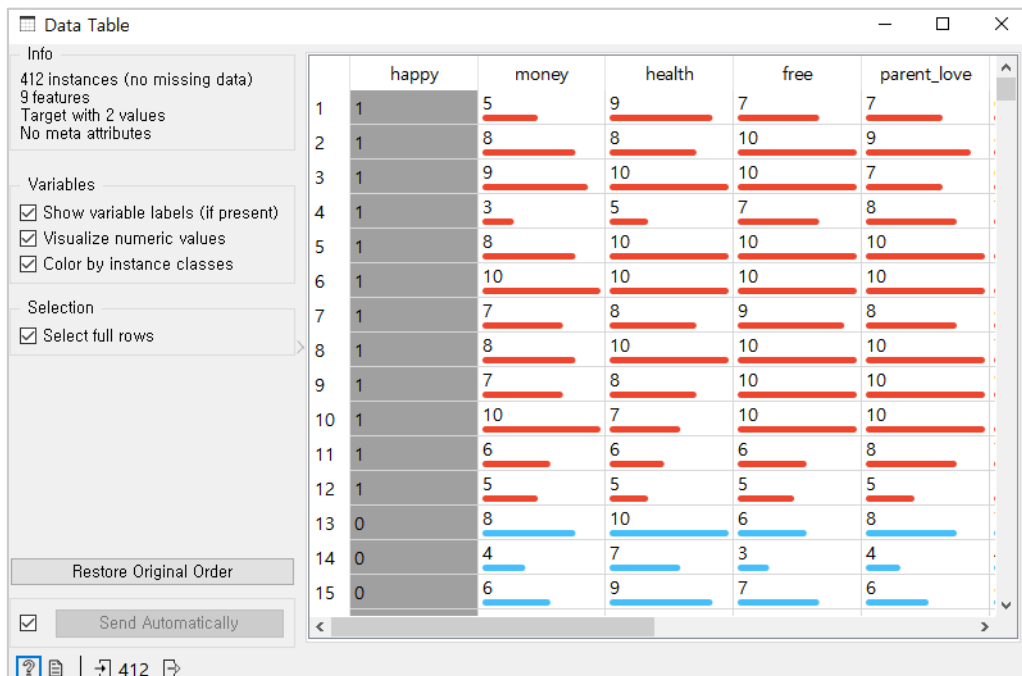 Data Table
Info
412 instances (no missing data)
9 features
Target with 2 values
No meta attributes
Variables
Show variable labels (if present)
Visualize numeric values
Color by instance classes
Selection
Select full rows
Restore Original Order
Send Automatically
? 412
happy money health free parent_love
1 1 5 9 7 7
2 1 8 8 10 9
3 1 9 10 10 7
4 1 3 5 7 8
5 1 8 10 10 10
6 1 10 10 10 10
7 1 7 8 9 8
8 1 8 10 10 10
9 1 7 8 10 10
10 1 10 7 10 10
11 1 6 6 6 8
12 1 5 5 5 5
13 0 8 10 6 8
14 0 4 7 3 4
15 0 6 9 7 6